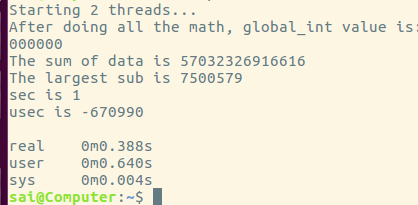 Starting 2 threads...
After doing all the math, global_int value is:
000000
The sum of data is 57032326916616
The largest sub is 7500579
sec is 1
usec is -670990

real    0m0.388s
user    0m0.640s
sys     0m0.004s
sai@Computer:~$